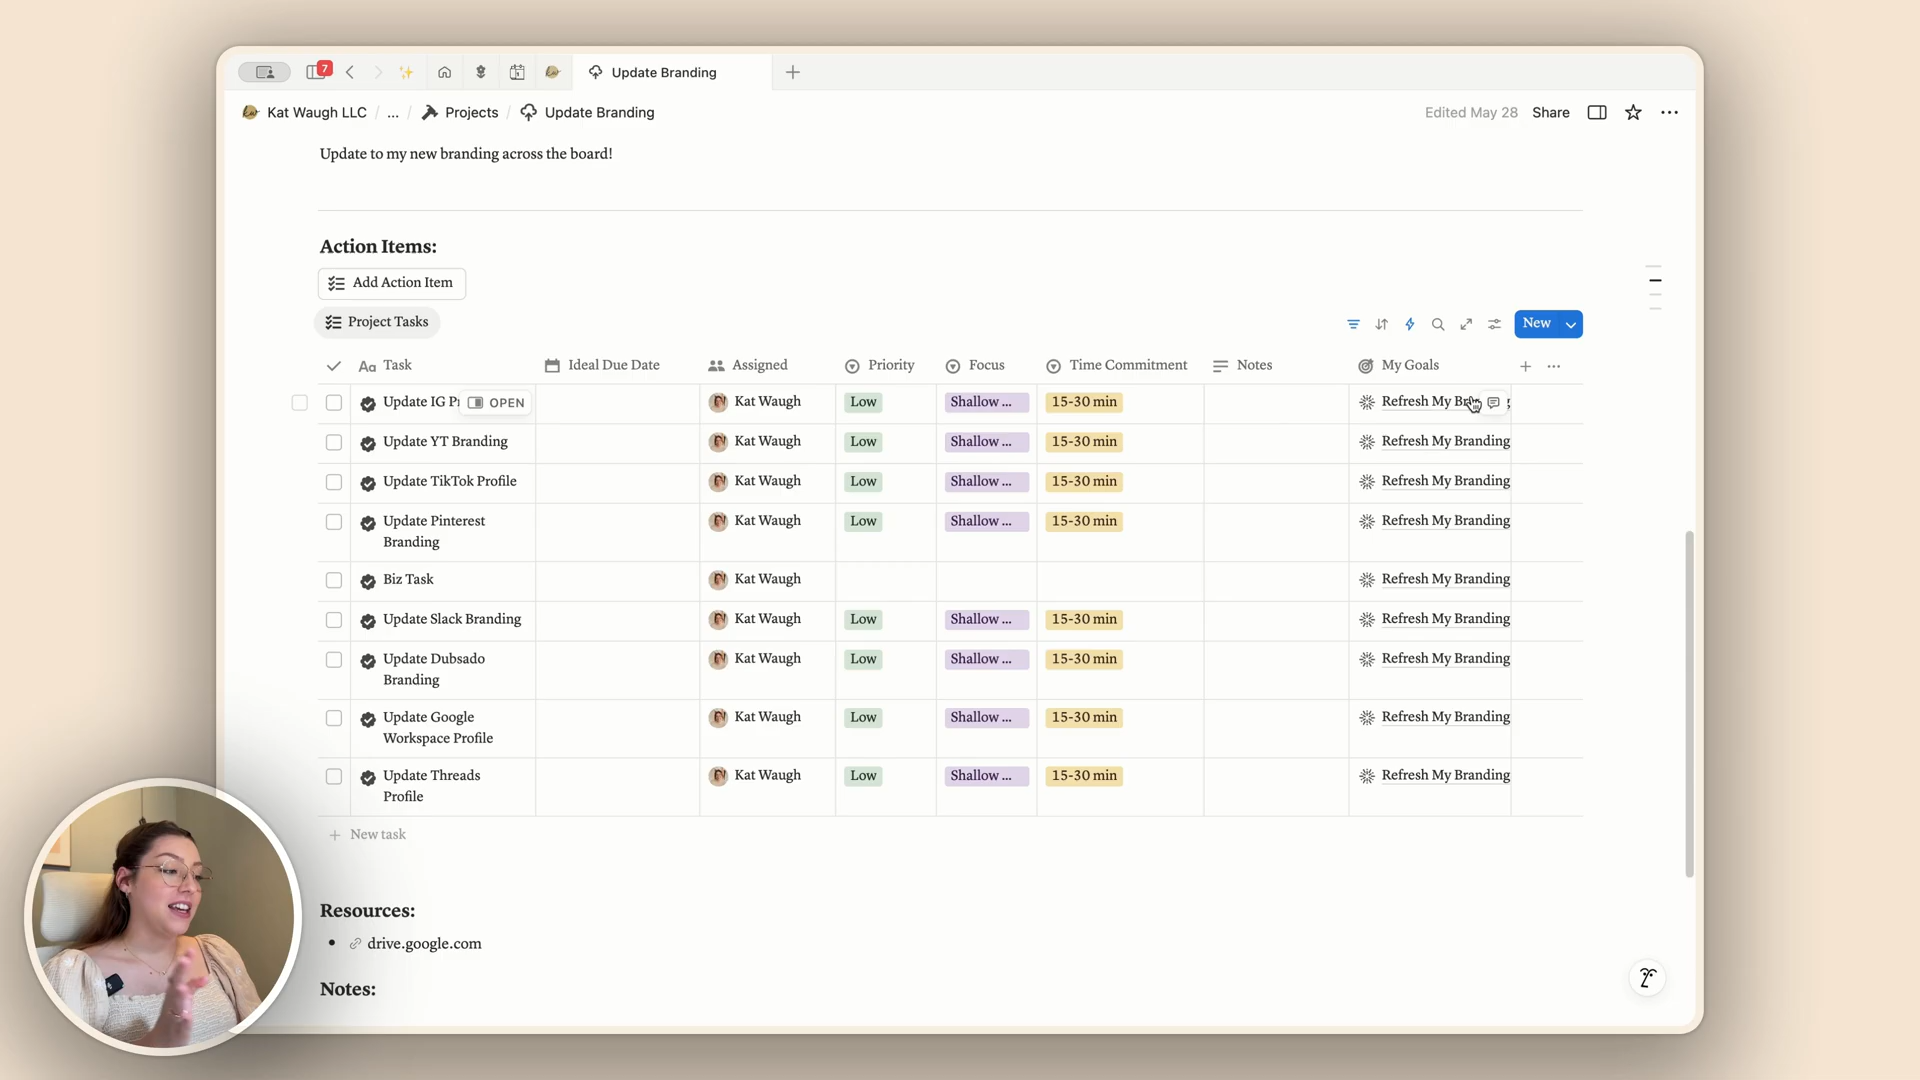 7
Update Branding
Kat Waugh LLC / ... / Projects / Update Branding
Edited May 28 Share
Update to my new branding across the board!
Action Items:
Add Action Item
Project Tasks
New
Task Ideal Due Date Assigned Priority Focus Time Commitment Notes My Goals
Update IG OPEN Kat Waugh Low Shallow ... 15-30 min Refresh My
Update YT Branding Kat Waugh Low Shallow ... 15-30 min Refresh My Branding
Update TikTok Profile Kat Waugh Low Shallow ... 15-30 min Refresh My Branding
Update Pinterest Kat Waugh Low Shallow ... 15-30 min Refresh My Branding
Branding
Biz Task Kat Waugh Refresh My Branding
Update Slack Branding Kat Waugh Low Shallow ... 15-30 min Refresh My Branding
Update Dubsado Kat Waugh Low Shallow ... 15-30 min Refresh My Branding
Branding
Update Google Kat Waugh Low Shallow ... 15-30 min Refresh My Branding
Workspace Profile
Update Threads Kat Waugh Low Shallow ... 15-30 min Refresh My Branding
Profile
New task
Resources:
drive.google.com
Notes: